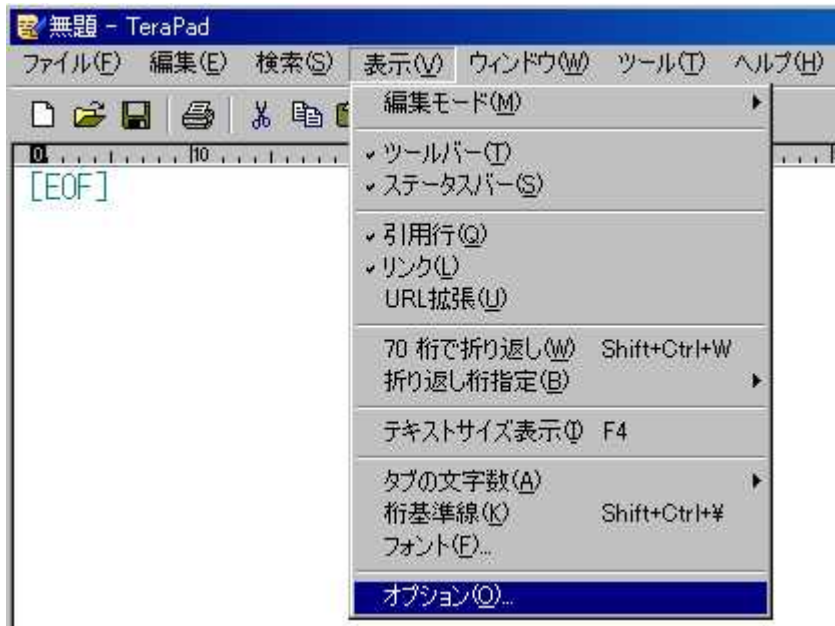 無題 - TeraPad
ファイル(F) 編集(E) 検索(S) 表示(V) ウィンドウ(W) ツール(T) ヘルプ(H)
編集モード(M)
0 10
ツールバー(T)
[EOF]
ステータスバー(S)
引用行(Q)
リンク(L)
URL拡張(U)
70 桁で折り返し(W) Shift+Ctrl+W
折り返し桁指定(B)
テキストサイズ表示(I) F4
タブの文字数(A)
桁基準線(K) Shift+Ctrl+¥
フォント(F)...
オプション(O)...